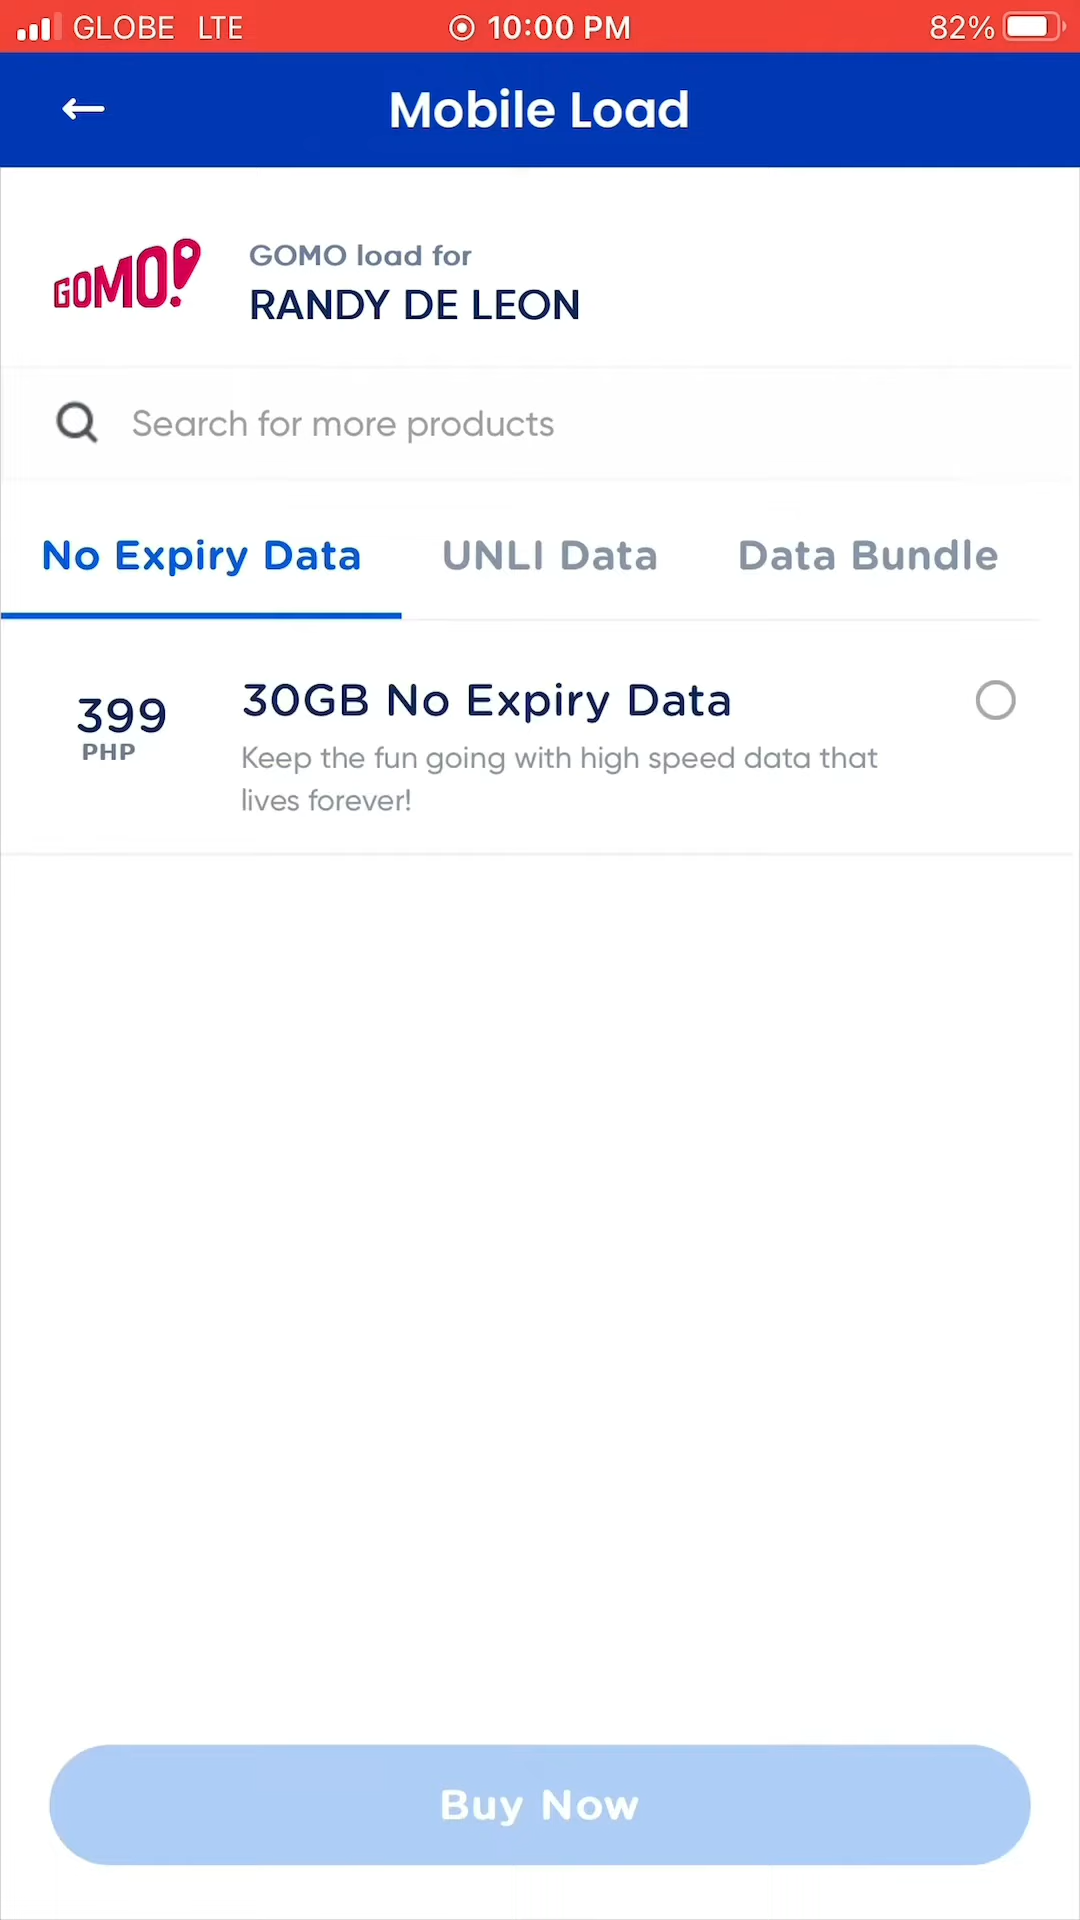 GLOBE LTE 10:00 PM 82%
Mobile Load
GOMO!
GOMO load for
RANDY DE LEON
Search for more products
No Expiry Data UNLI Data Data Bundle
399
PHP
30GB No Expiry Data
Keep the fun going with high speed data that
lives forever!
Buy Now